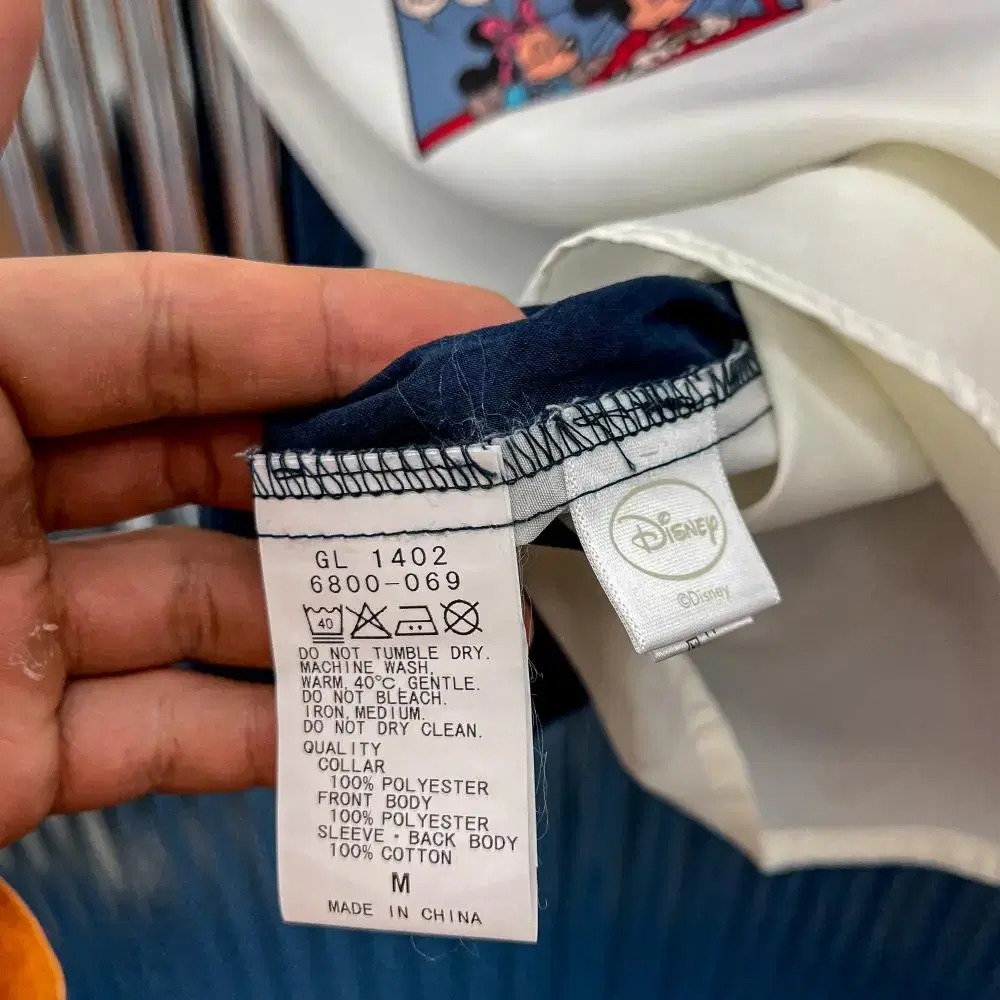 GL 1402
6800-069
40
DO NOT TUMBLE DRY.
MACHINE WASH,
WARM, 40℃ GENTLE.
DO NOT BLEACH.
IRON, MEDIUM.
DO NOT DRY CLEAN.
QUALITY
COLLAR
100% POLYESTER
FRONT BODY
100% POLYESTER
SLEEVE・BACK BODY
100% COTTON
M
MADE IN CHINA
Disney
©Disney